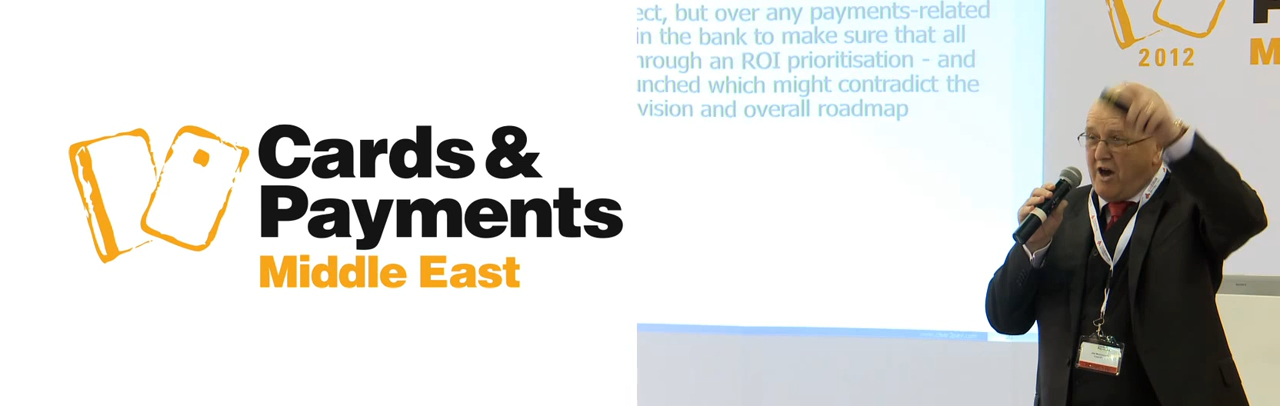 Cards &
Payments
Middle East
ect, but over any payments-related
in the bank to make sure that all
hrough an ROI prioritisation - and
unched which might contradict the
vision and overall roadmap
2012
M